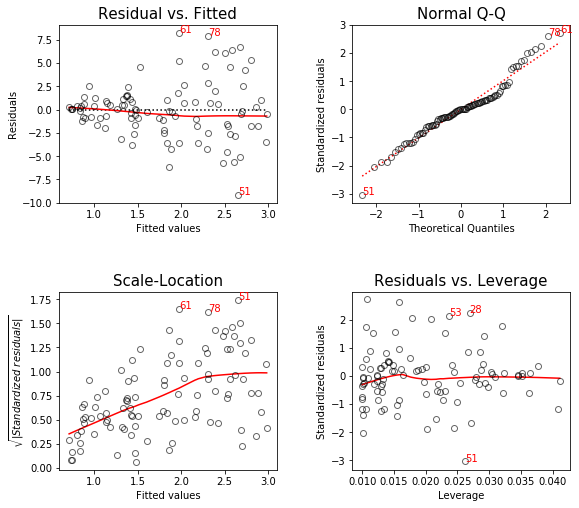 Residual vs. Fitted
Residuals
7.5
5.0
2.5
0.0
−2.5
−5.0
−7.5
−10.0
1.0 1.5 2.0 2.5 3.0
Fitted values
61
78
51
Normal Q-Q
Standardized residuals
3
2
1
0
−1
−2
−3
−2 −1 0 1 2
Theoretical Quantiles
78
61
51
Scale-Location
√|Standardized residuals|
1.75
1.50
1.25
1.00
0.75
0.50
0.25
0.00
1.0 1.5 2.0 2.5 3.0
Fitted values
51
61
78
Residuals vs. Leverage
Standardized residuals
2
1
0
−1
−2
−3
0.010 0.015 0.020 0.025 0.030 0.035 0.040
Leverage
53
28
51